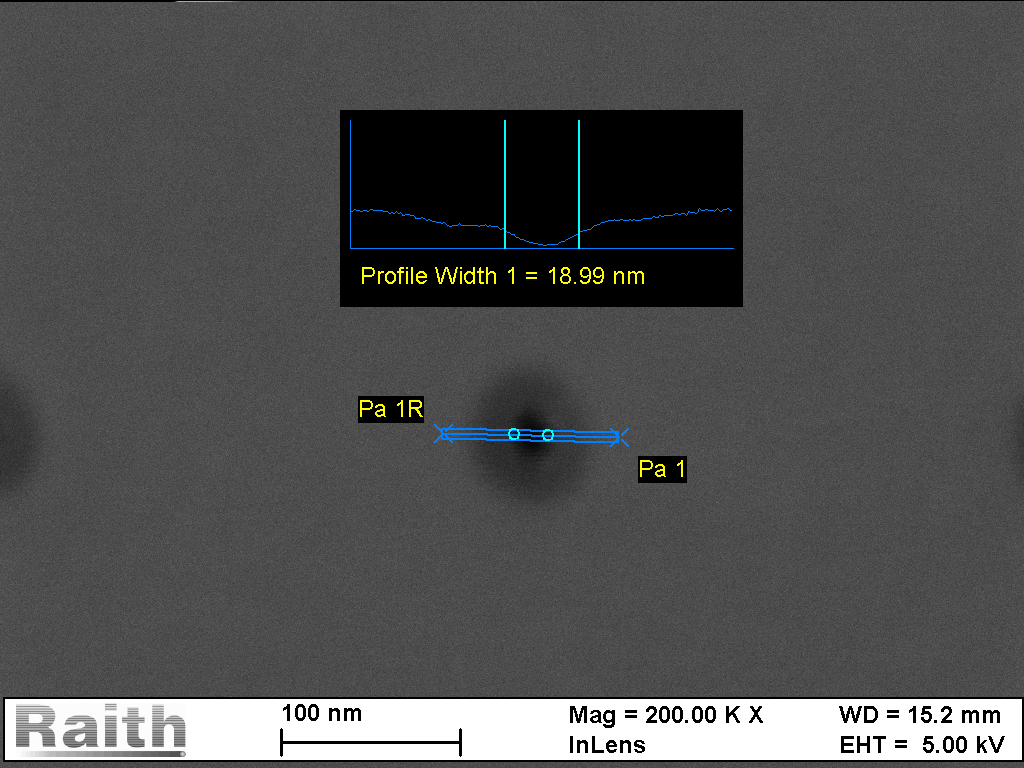 Profile Width 1 = 18.99 nm
Pa 1R
Pa 1
Raith
100 nm
Mag = 200.00 K X
WD = 15.2 mm
InLens
EHT = 5.00 kV